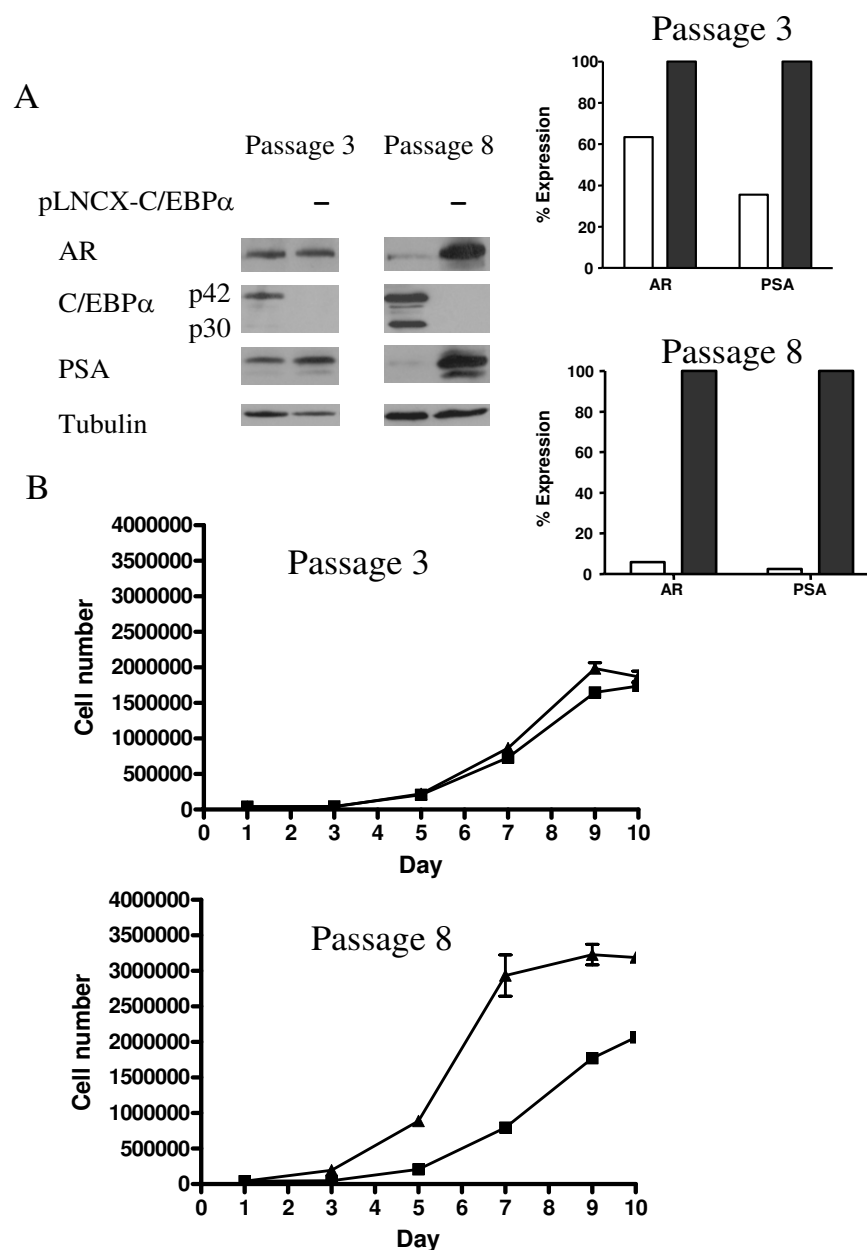 A
Passage 3 Passage 8
pLNCX-C/EBPα – –
AR
C/EBPα p42
p30
PSA
Tubulin
Passage 3
% Expression
100
80
60
40
20
0
AR PSA
Passage 8
% Expression
100
80
60
40
20
0
AR PSA
B
Passage 3
Cell number
4000000
3500000
3000000
2500000
2000000
1500000
1000000
500000
0
0 1 2 3 4 5 6 7 8 9 10
Day
Passage 8
Cell number
4000000
3500000
3000000
2500000
2000000
1500000
1000000
500000
0
0 1 2 3 4 5 6 7 8 9 10
Day